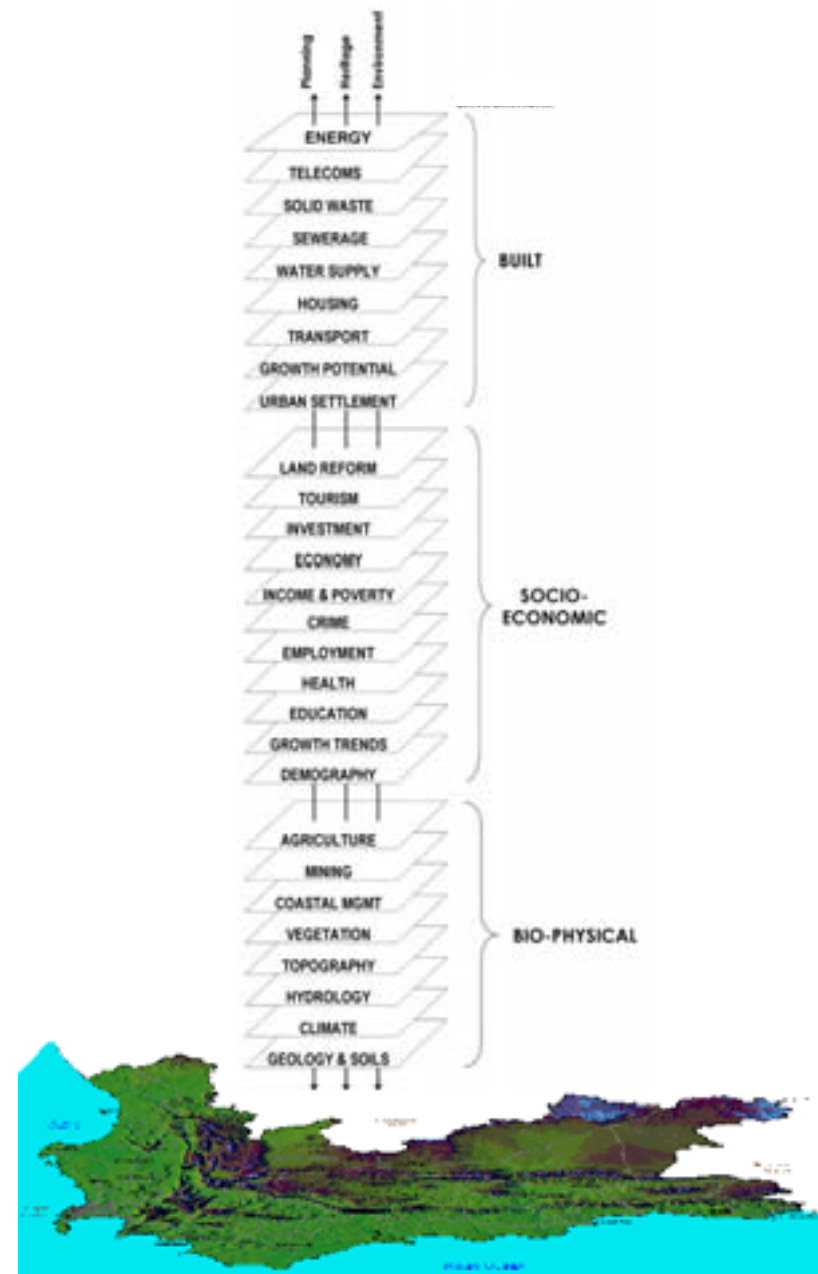 Planning
Heritage
Environment
ENERGY
TELECOMS
SOLID WASTE
SEWERAGE
WATER SUPPLY
HOUSING
TRANSPORT
GROWTH POTENTIAL
URBAN SETTLEMENT
BUILT
LAND REFORM
TOURISM
INVESTMENT
ECONOMY
INCOME & POVERTY
CRIME
EMPLOYMENT
HEALTH
EDUCATION
GROWTH TRENDS
DEMOGRAPHY
SOCIO-
ECONOMIC
AGRICULTURE
MINING
COASTAL MGMT
VEGETATION
TOPOGRAPHY
HYDROLOGY
CLIMATE
GEOLOGY & SOILS
BIO-PHYSICAL